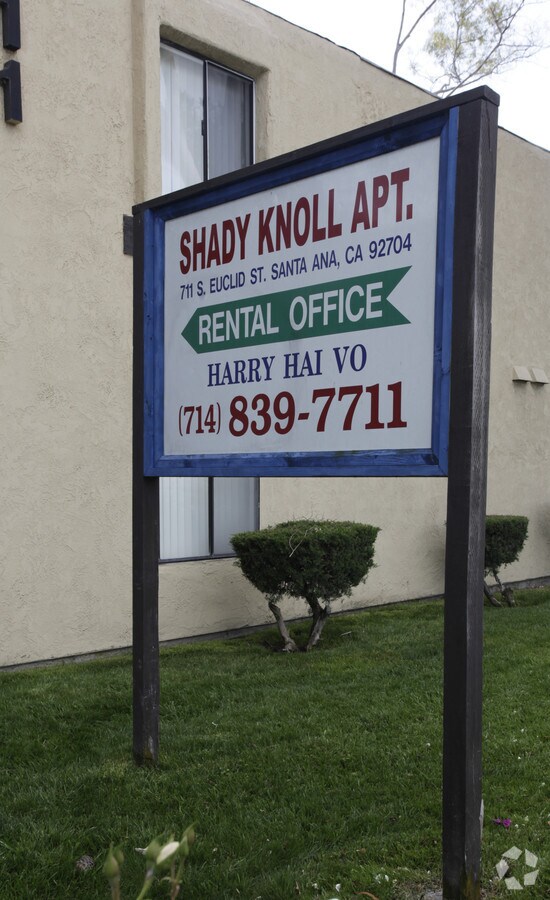 SHADY KNOLL APT.
711 S. EUCLID ST. SANTA ANA, CA 92704
RENTAL OFFICE
HARRY HAI VO
(714) 839-7711